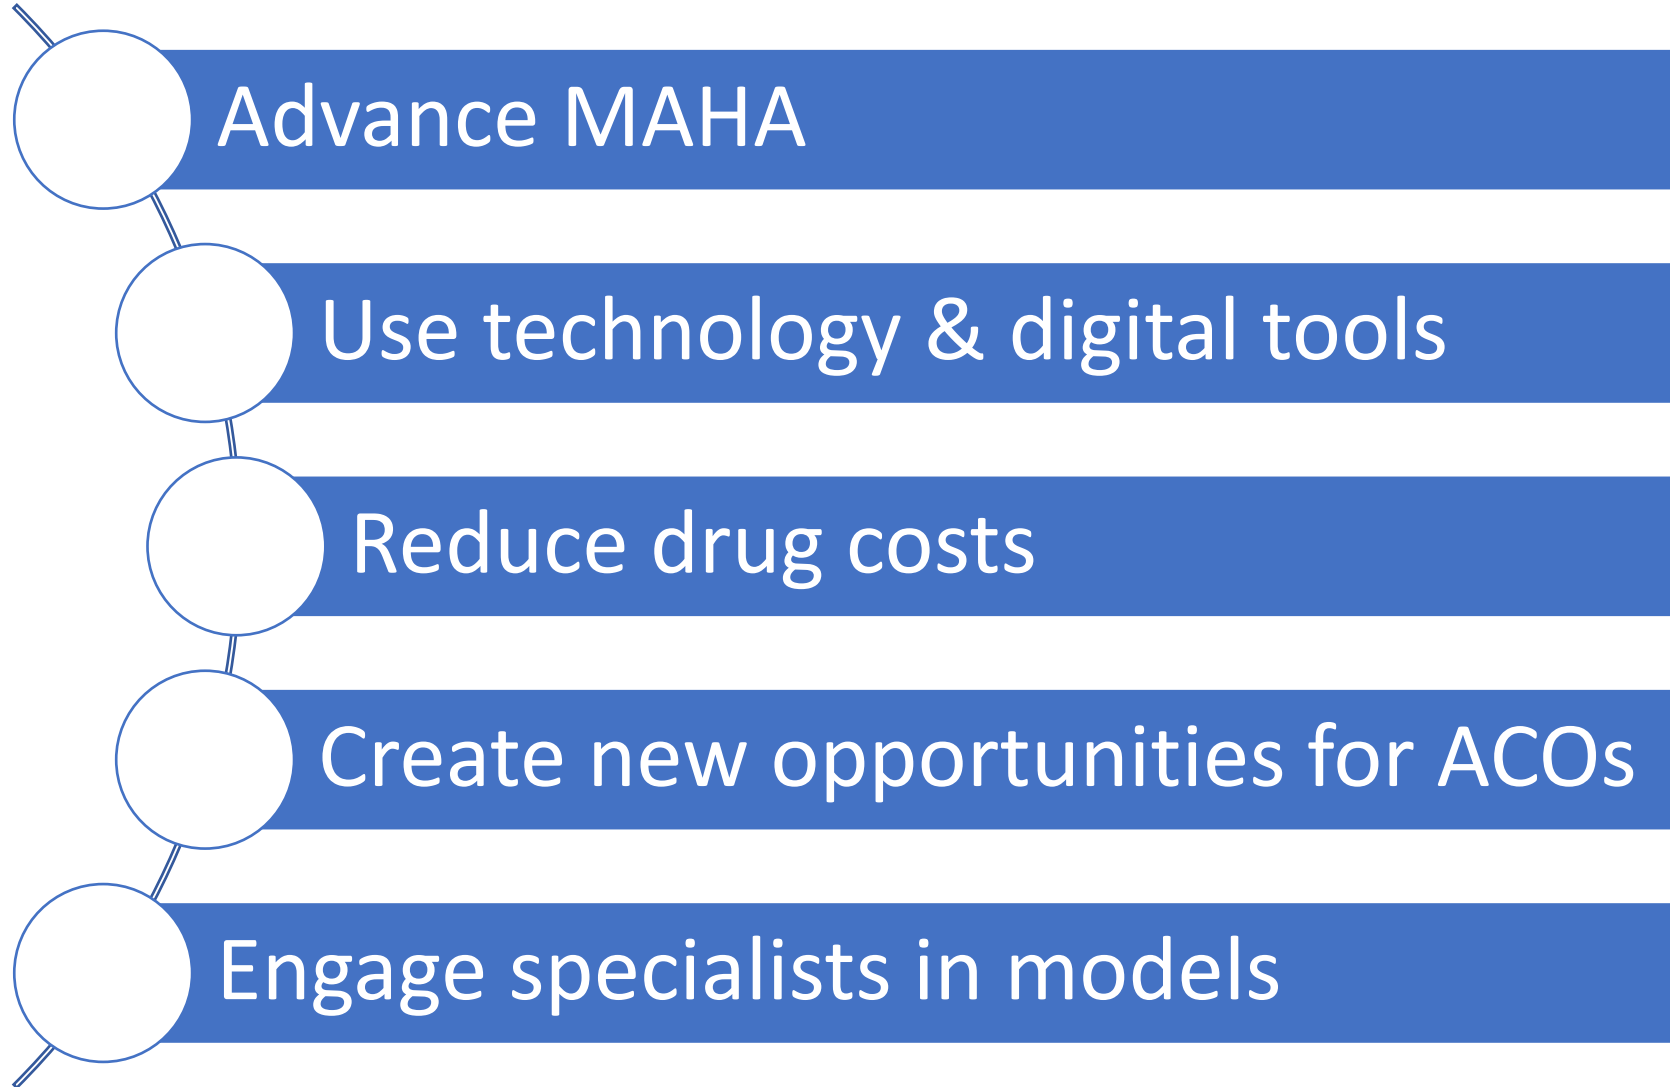 Advance MAHA
Use technology & digital tools
Reduce drug costs
Create new opportunities for ACOs
Engage specialists in models